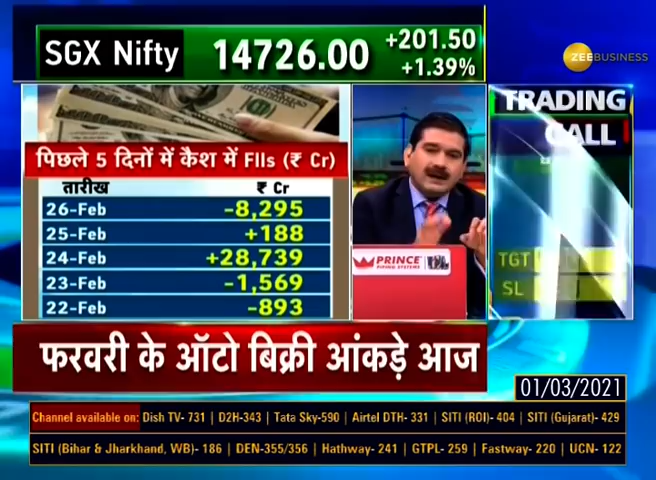 SGX Nifty 14726.00 +201.50
+1.39%
ZEEBUSINESS
TRADING
CALL
पिछले 5 दिनों में कैश में FIIs (₹ Cr)
तारीख ₹ Cr
26-Feb -8,295
25-Feb +188
24-Feb +28,739
23-Feb -1,569
22-Feb -893
PRINCE
PIPING SYSTEMS
TGT
SL
फरवरी के ऑटो बिक्री आंकड़े आज
01/03/2021
Channel available on: Dish TV- 731 | D2H-343 | Tata Sky-590 | Airtel DTH- 331 | SITI (ROI)- 404 | SITI (Gujarat)- 429
SITI (Bihar & Jharkhand, WB)- 186 | DEN-355/356 | Hathway- 241 | GTPL- 259 | Fastway- 220 | UCN- 122